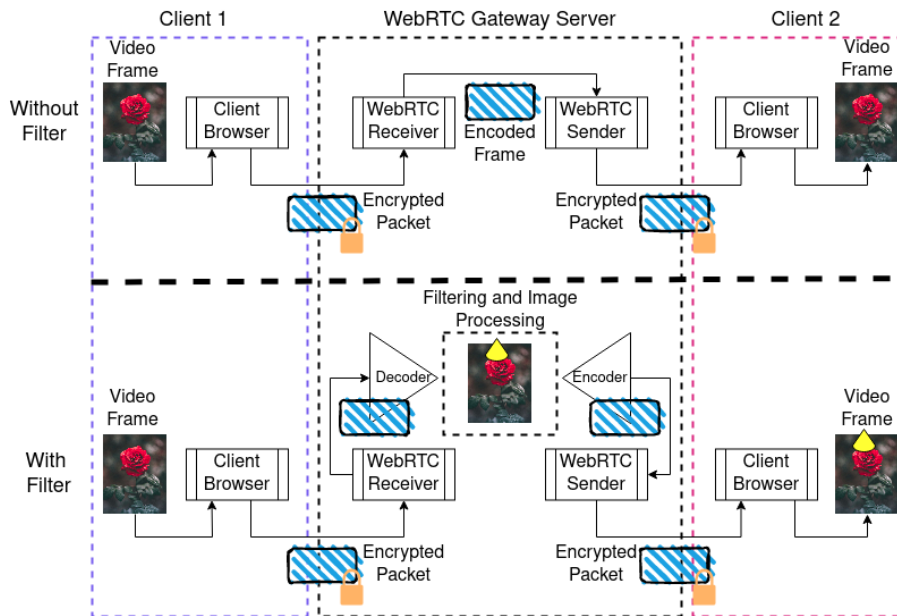 Client 1
WebRTC Gateway Server
Client 2
Without
Filter
Video
Frame
Client
Browser
Encrypted
Packet
WebRTC
Receiver
Encoded
Frame
WebRTC
Sender
Encrypted
Packet
Client
Browser
Video
Frame
With
Filter
Video
Frame
Client
Browser
Encrypted
Packet
WebRTC
Receiver
Decoder
Filtering and Image
Processing
Encoder
WebRTC
Sender
Encrypted
Packet
Client
Browser
Video
Frame